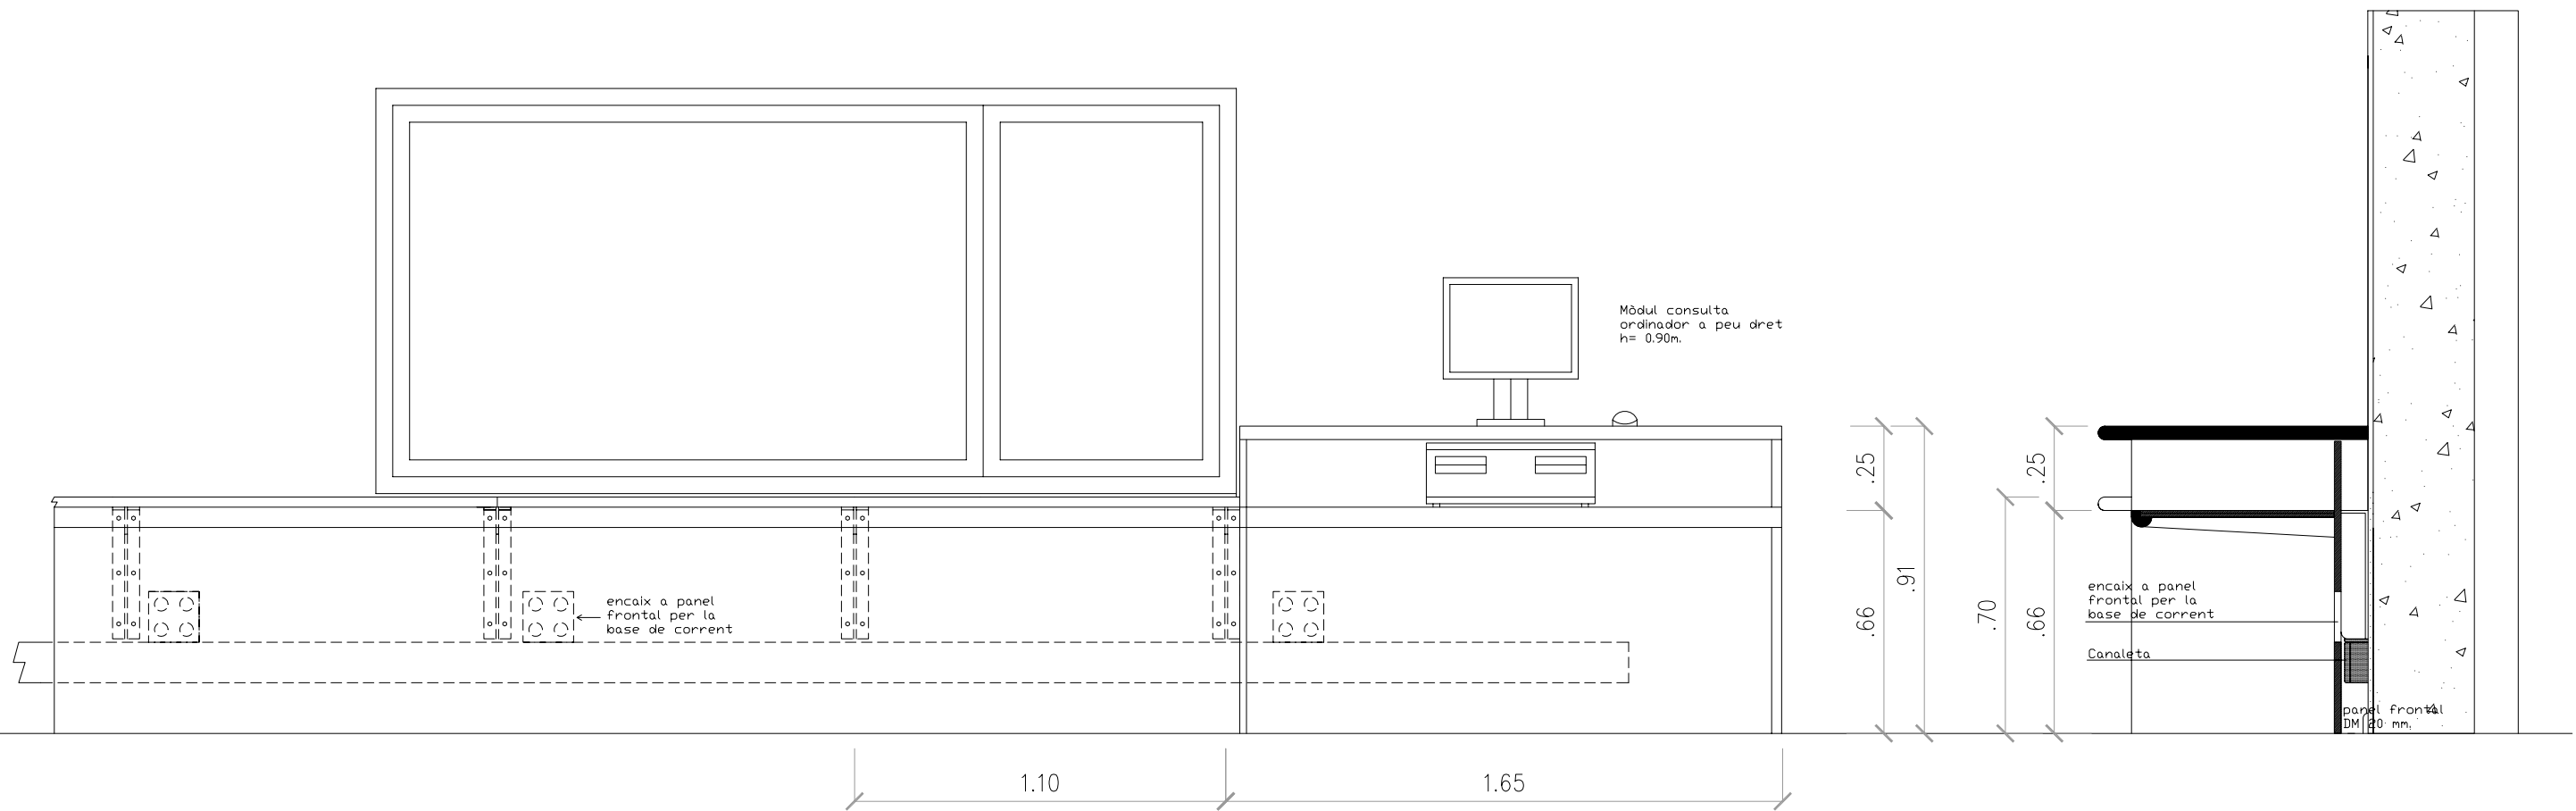 Mòdul consulta
ordinador a peu dret
h= 0.90m.
encaix a panel
frontal per la
base de corrent
.25
.66
.91
.70
.25
.66
encaix a panel
frontal per la
base de corrent
Canaleta
panel frontal
DM 20 mm.
1.10
1.65